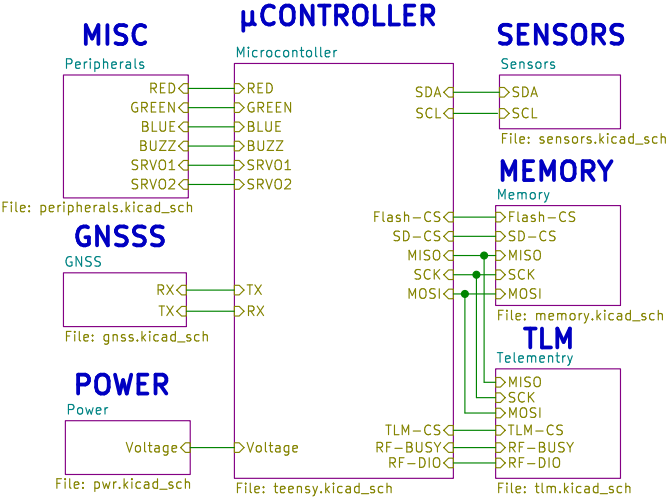 MISC
Peripherals
RED
GREEN
BLUE
BUZZ
SRVO1
SRVO2
File: peripherals.kicad_sch
GNSSS
GNSS
RX
TX
File: gnss.kicad_sch
POWER
Power
Voltage
File: pwr.kicad_sch
μCONTROLLER
Microcontoller
RED
GREEN
BLUE
BUZZ
SRVO1
SRVO2
TX
RX
Voltage
SDA
SCL
Flash-CS
SD-CS
MISO
SCK
MOSI
TLM-CS
RF-BUSY
RF-DIO
File: teensy.kicad_sch
SENSORS
Sensors
SDA
SCL
File: sensors.kicad_sch
MEMORY
Memory
Flash-CS
SD-CS
MISO
SCK
MOSI
File: memory.kicad_sch
TLM
Telementry
MISO
SCK
MOSI
TLM-CS
RF-BUSY
RF-DIO
File: tlm.kicad_sch